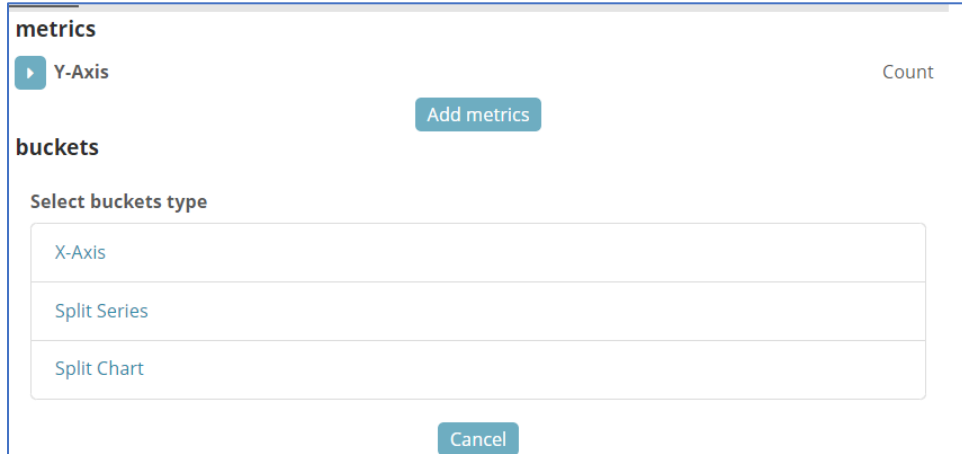 metrics
Y-Axis Count
Add metrics
buckets
Select buckets type
X-Axis
Split Series
Split Chart
Cancel